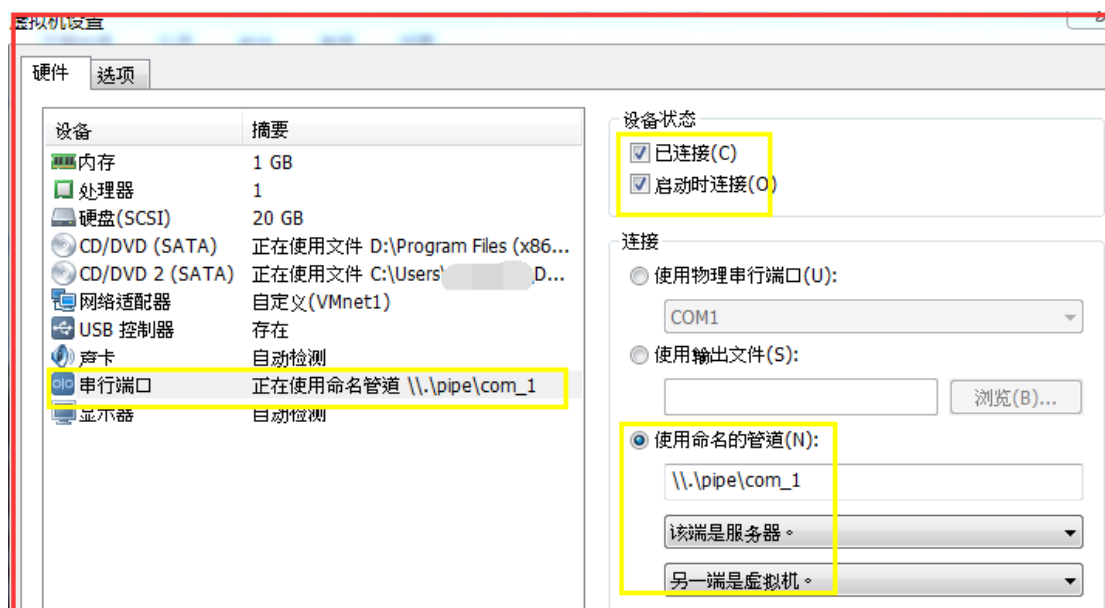 虚拟机设置
硬件
选项
设备 摘要
内存 1 GB
处理器 1
硬盘(SCSI) 20 GB
CD/DVD (SATA) 正在使用文件 D:\Program Files (x86...
CD/DVD 2 (SATA) 正在使用文件 C:\Users\ D...
网络适配器 自定义(VMnet1)
USB 控制器 存在
声卡 自动检测
串行端口 正在使用命名管道 \\.\pipe\com_1
显示器 自动检测
设备状态
已连接(C)
启动时连接(O)
连接
使用物理串行端口(U):
COM1
使用输出文件(S):
浏览(B)...
使用命名的管道(N):
\\.\pipe\com_1
该端是服务器。
另一端是虚拟机。